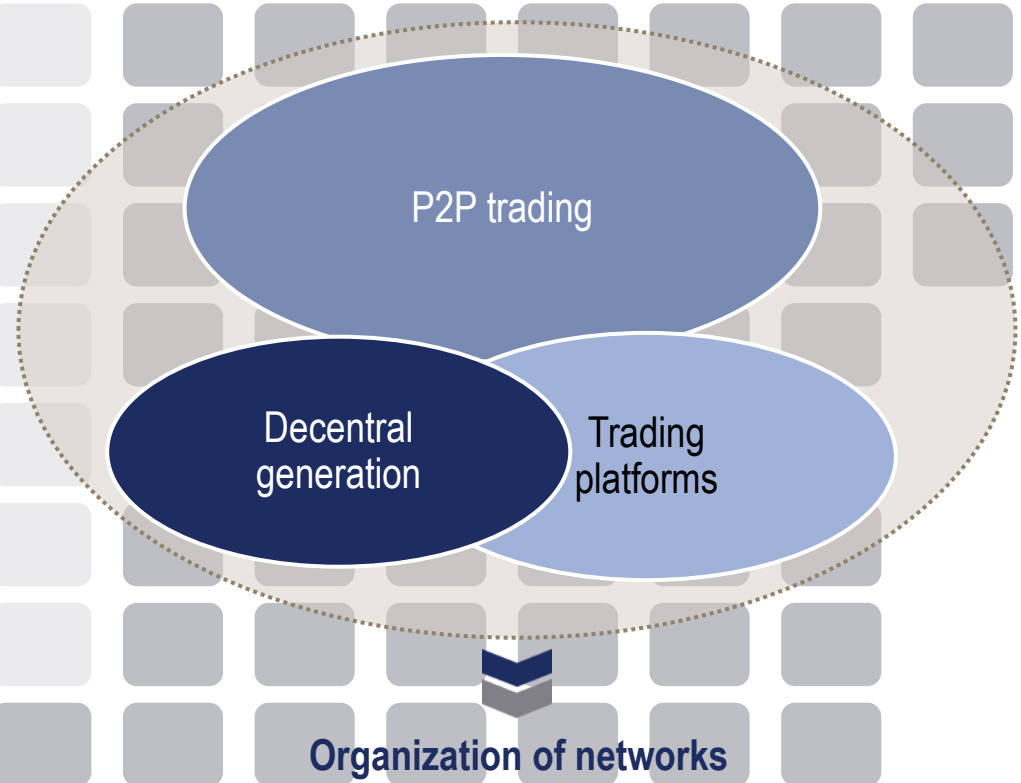 P2P trading
Decentral
generation
Trading
platforms
Organization of networks